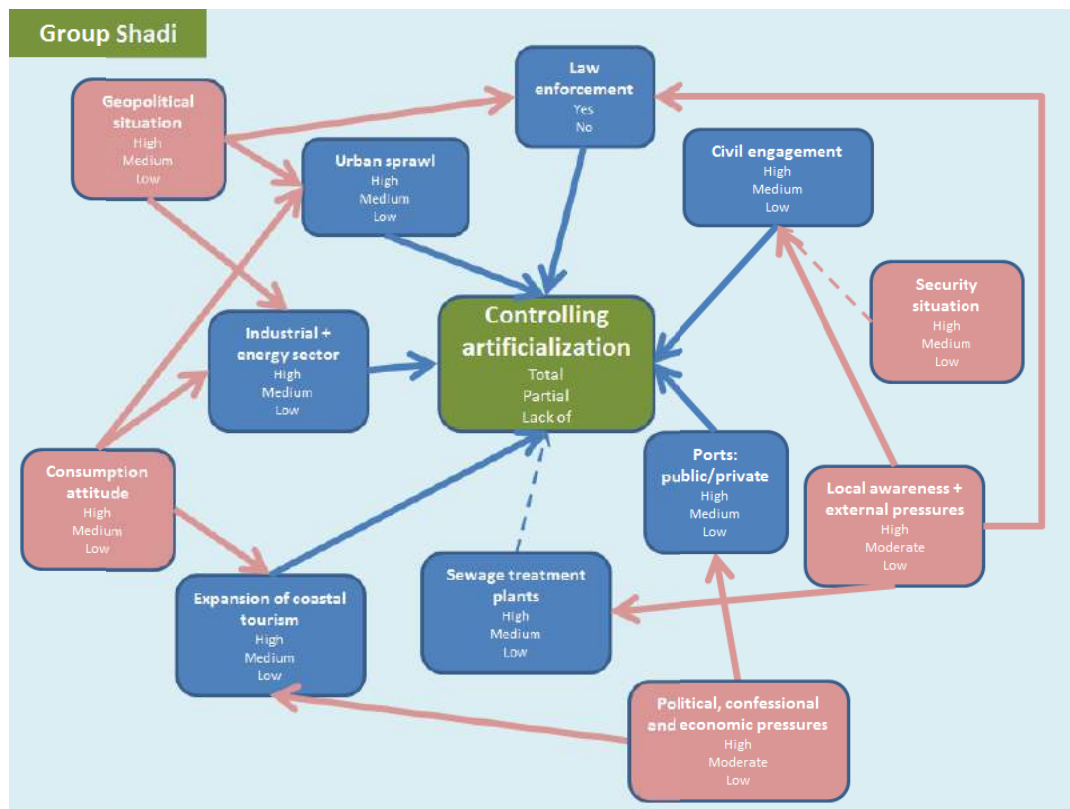 Group Shadi
Geopolitical
situation
High
Medium
Low
Law
enforcement
Yes
No
Urban sprawl
High
Medium
Low
Civil engagement
High
Medium
Low
Security
situation
High
Medium
Low
Industrial +
energy sector
High
Medium
Low
Controlling
artificialization
Total
Partial
Lack of
Consumption
attitude
High
Medium
Low
Ports:
public/private
High
Medium
Low
Local awareness +
external pressures
High
Moderate
Low
Expansion of coastal
tourism
High
Medium
Low
Sewage treatment
plants
High
Medium
Low
Political, confessional
and economic pressures
High
Moderate
Low